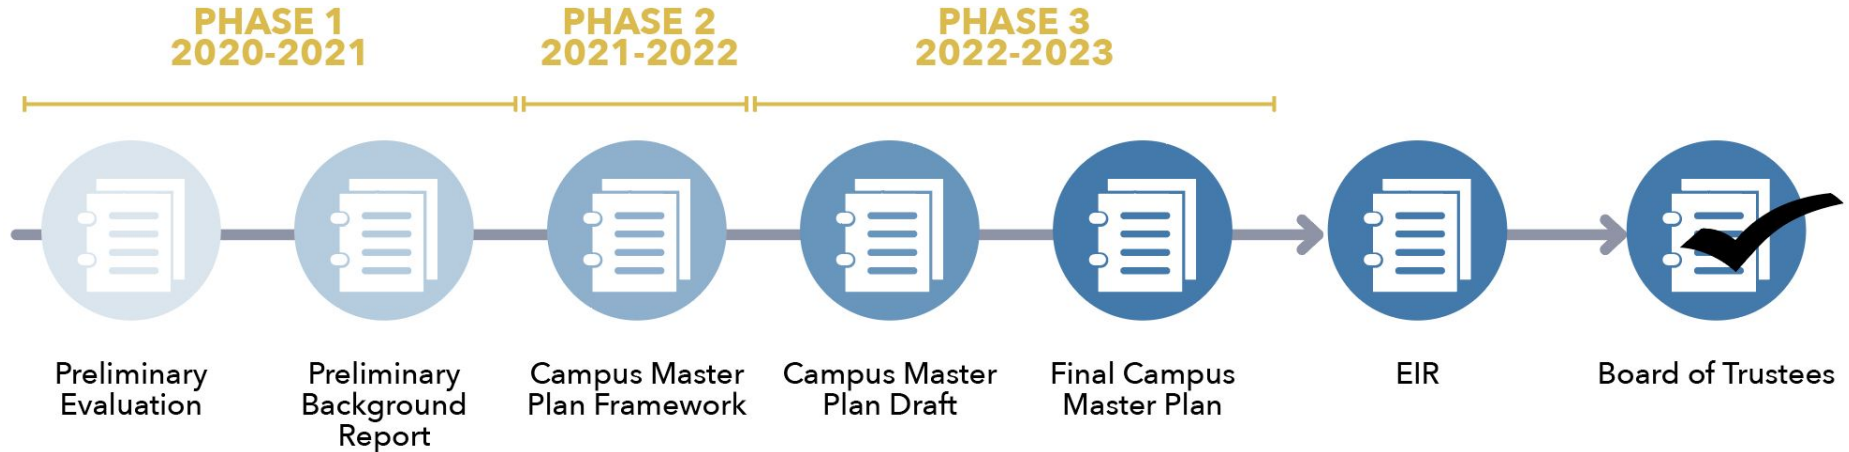 PHASE 1
2020-2021
PHASE 2
2021-2022
PHASE 3
2022-2023
Preliminary
Evaluation
Preliminary
Background
Report
Campus Master
Plan Framework
Campus Master
Plan Draft
Final Campus
Master Plan
EIR
Board of Trustees